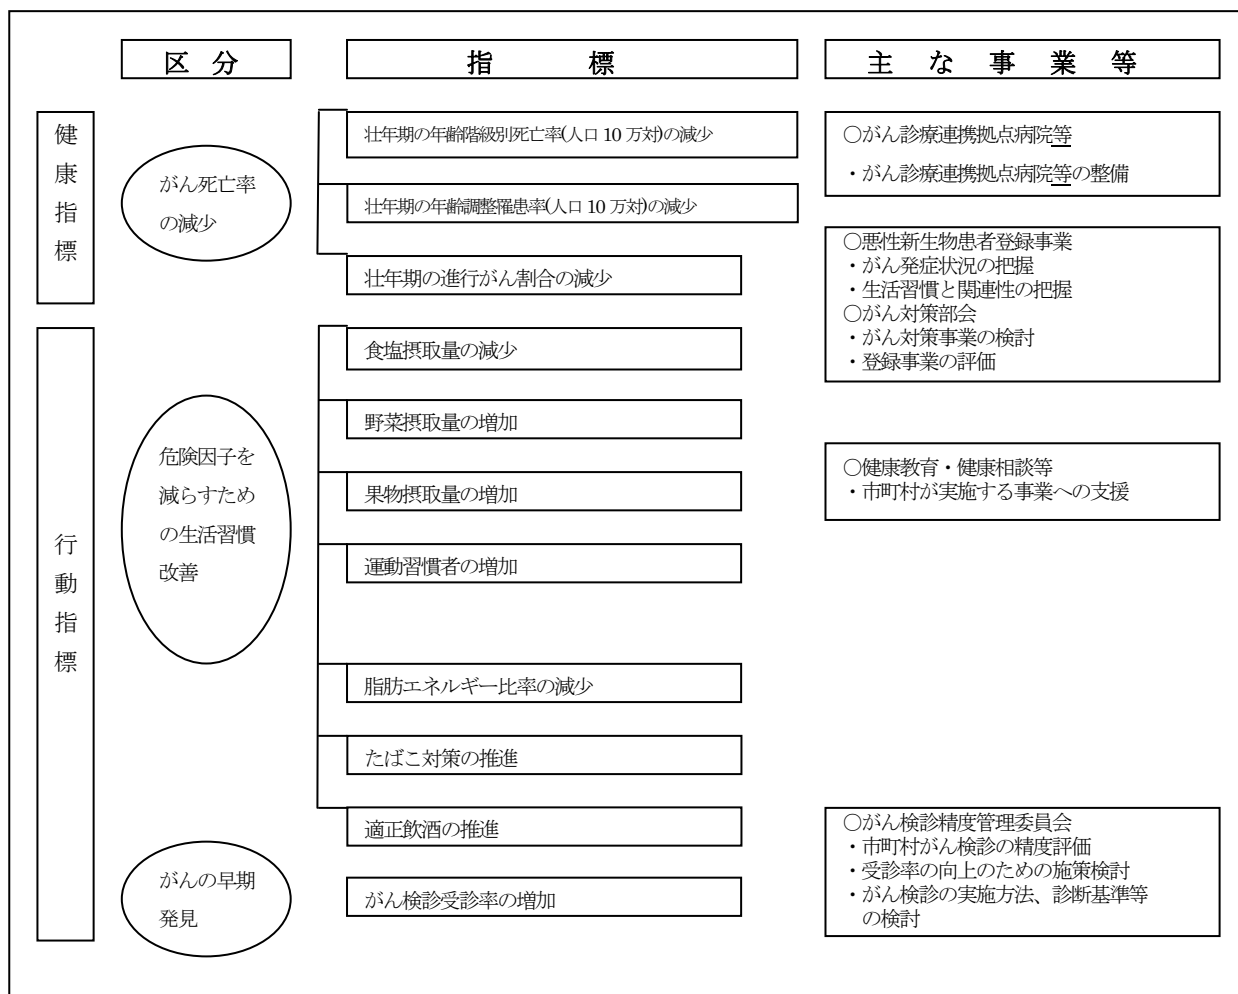 区 分
指 標
主 な 事 業 等
健康指標
がん死亡率
の減少
壮年期の年齢階級別死亡率(人口10万対)の減少
壮年期の年齢調整罹患率(人口10万対)の減少
壮年期の進行がん割合の減少
○がん診療連携拠点病院等
・がん診療連携拠点病院等の整備
○悪性新生物患者登録事業
・がん発症状況の把握
・生活習慣と関連性の把握
○がん対策部会
・がん対策事業の検討
・登録事業の評価
行動指標
危険因子を
減らすため
の生活習慣
改善
食塩摂取量の減少
野菜摂取量の増加
果物摂取量の増加
運動習慣者の増加
脂肪エネルギー比率の減少
たばこ対策の推進
適正飲酒の推進
○健康教育・健康相談等
・市町村が実施する事業への支援
がんの早期
発見
がん検診受診率の増加
○がん検診精度管理委員会
・市町村がん検診の精度評価
・受診率の向上のための施策検討
・がん検診の実施方法、診断基準等
の検討